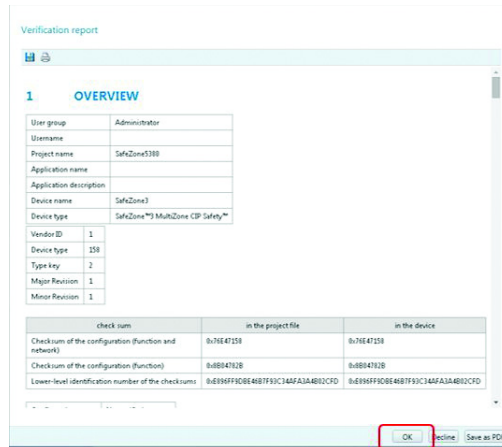 Verification report
1 OVERVIEW
User group Administrator
Username
Project name SafeZone5380
Application name
Application description
Device name SafeZone3
Device type SafeZone™3 MultiZone CIP Safety™
Vendor ID 1
Device type 158
Type key 2
Major Revision 1
Minor Revision 1
check sum in the project file in the device
Checksum of the configuration (function and network) 0x76E47158 0x76E47158
Checksum of the configuration (function) 0x8B04782B 0x8B04782B
Lower-level identification number of the checksums 0xE896FF9DBE46B7F93C34AFA3A4B02CFD 0xE896FF9DBE46B7F93C34AFA3A4B02CFD
OK Decline Save as PD